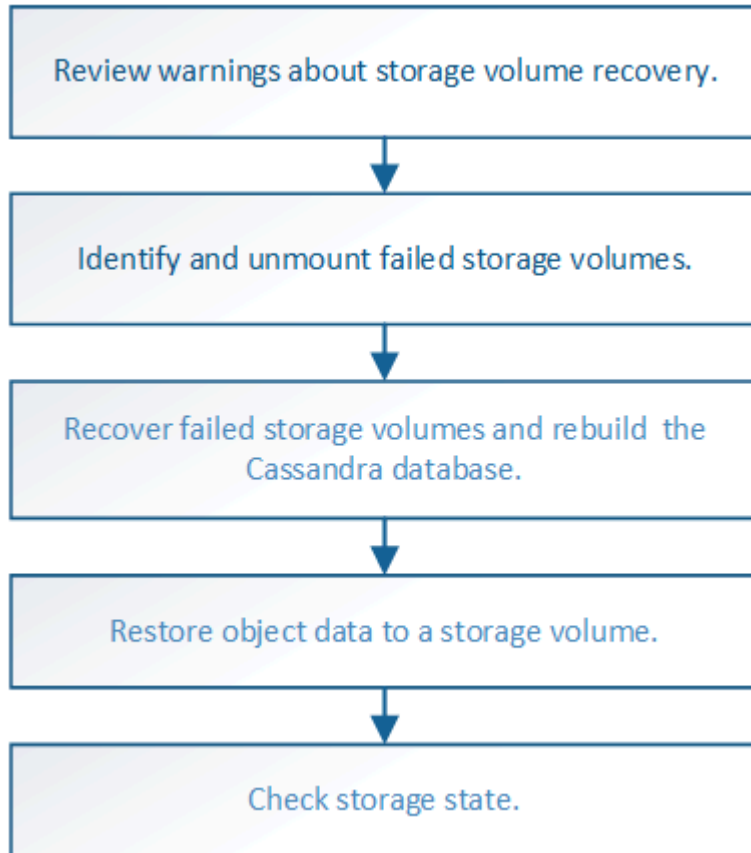 Review warnings about storage volume recovery.
Identify and unmount failed storage volumes.
Recover failed storage volumes and rebuild the
Cassandra database.
Restore object data to a storage volume.
Check storage state.